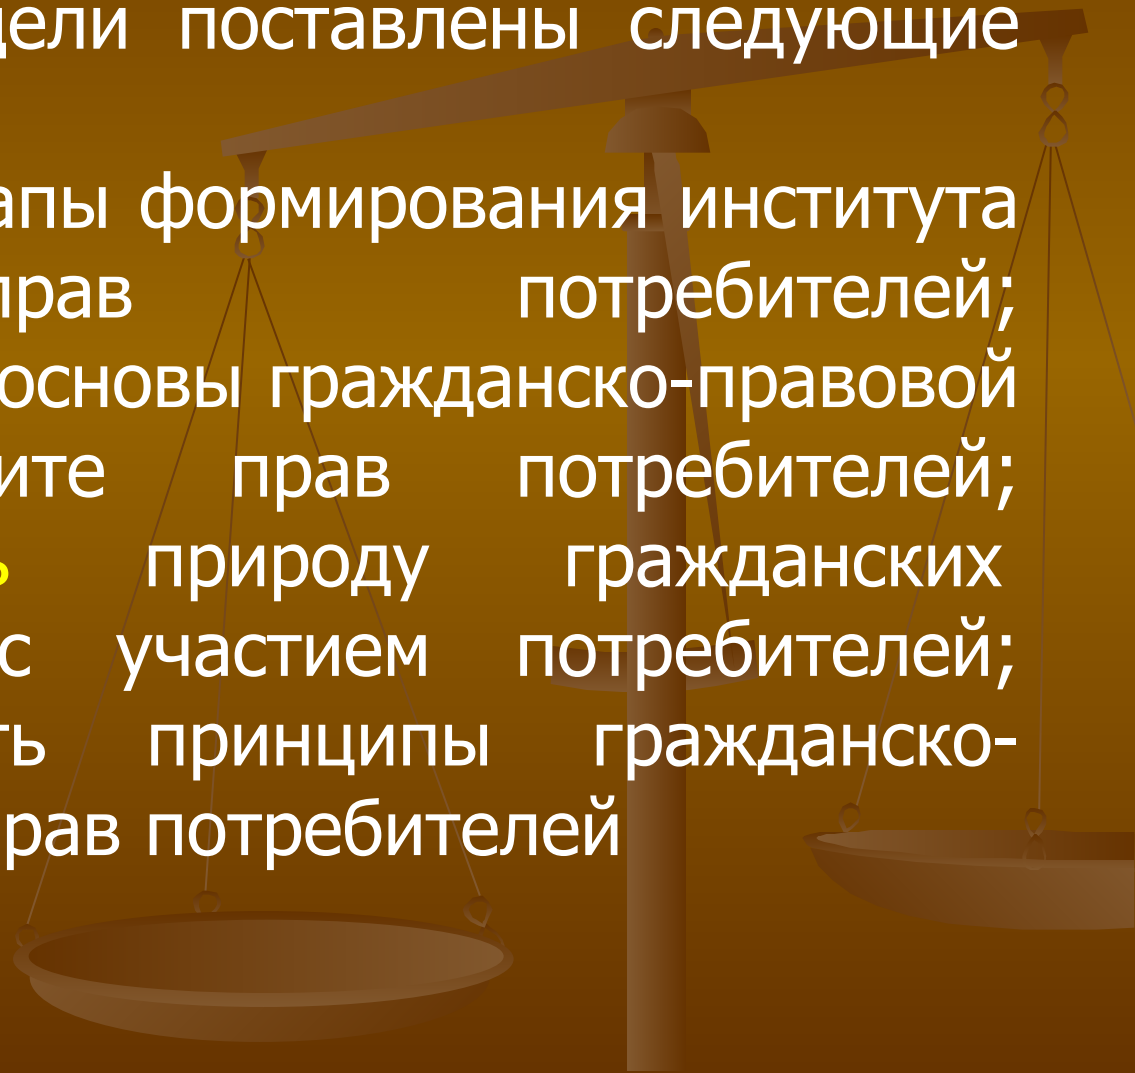 цели поставлены следующие
апы формирования института
прав потребителей;
основы гражданско-правовой
ите прав потребителей;
ь природу гражданских
с участием потребителей;
ть принципы гражданско-
прав потребителей